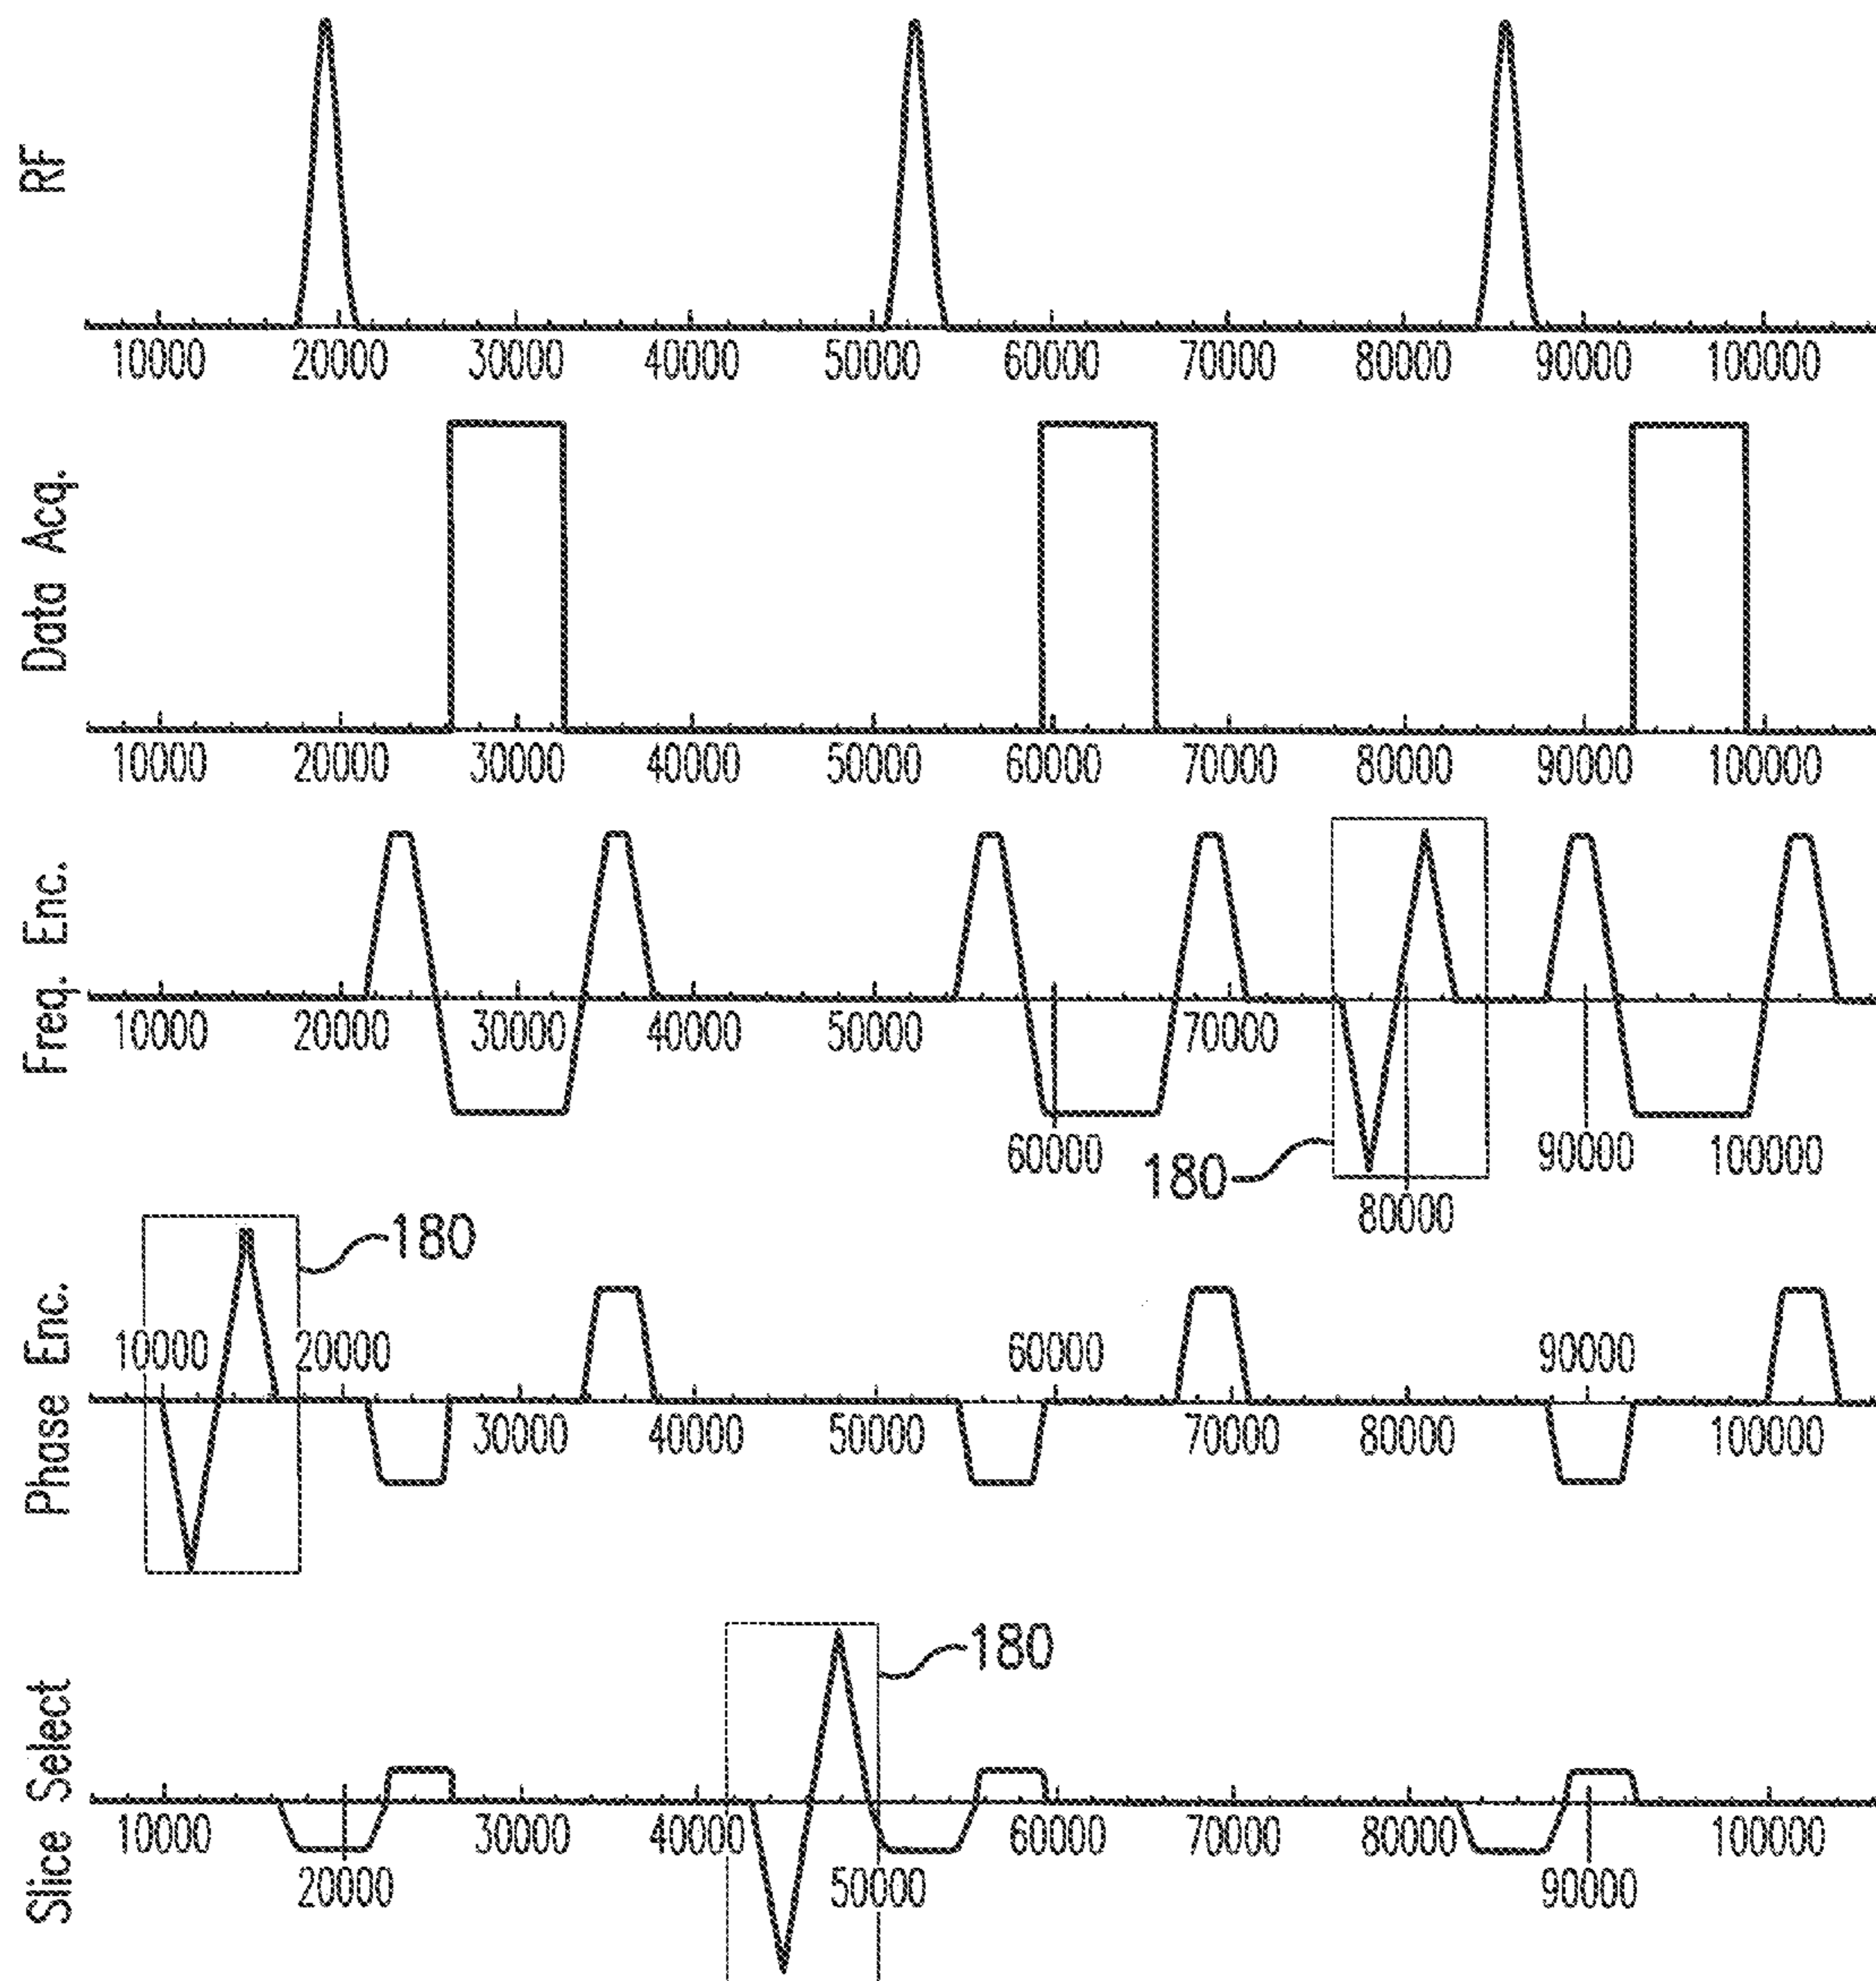 RF
10000 20000 30000 40000 50000 60000 70000 80000 90000 100000
Data Acq.
10000 20000 30000 40000 50000 60000 70000 80000 90000 100000
Freq. Enc.
10000 20000 30000 40000 50000 70000
60000 180 90000 100000
80000
180
Phase Enc.
10000 20000 60000 90000
30000 40000 50000 70000 80000 100000
180
Slice Select
10000 30000 40000 60000 70000 80000 100000
20000 50000 90000